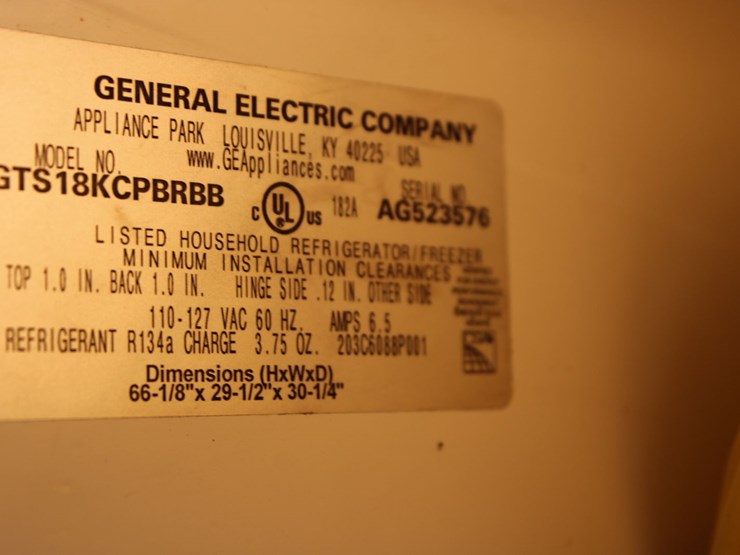 GENERAL ELECTRIC COMPANY
APPLIANCE PARK LOUISVILLE, KY 40225 USA
www.GEAppliances.com
MODEL NO. SERIAL NO.
GTS18KCPBRBB c UL us 182A AG523576
LISTED HOUSEHOLD REFRIGERATOR/FREEZER
MINIMUM INSTALLATION CLEARANCES
TOP 1.0 IN. BACK 1.0 IN. HINGE SIDE .12 IN. OTHER SIDE
110-127 VAC 60 HZ. AMPS 6.5
REFRIGERANT R134a CHARGE 3.75 OZ. 203C6088P001
Dimensions (HxWxD)
66-1/8"x 29-1/2"x 30-1/4"